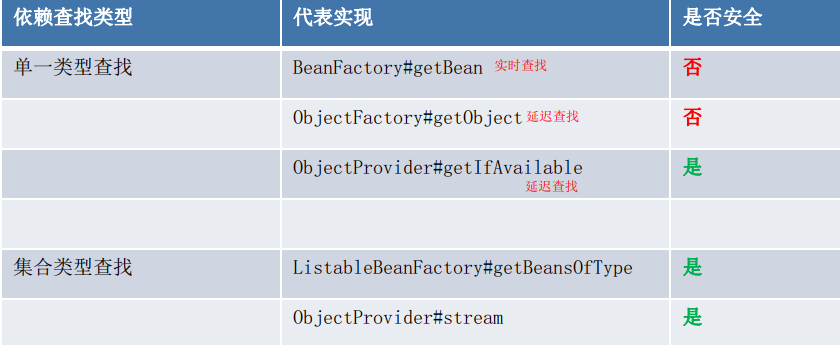 依赖查找类型 代表实现 是否安全
单一类型查找 BeanFactory#getBean 实时查找 否
ObjectFactory#getObject 延迟查找 否
ObjectProvider#getIfAvailable 是
延迟查找
集合类型查找 ListableBeanFactory#getBeansOfType 是
ObjectProvider#stream 是